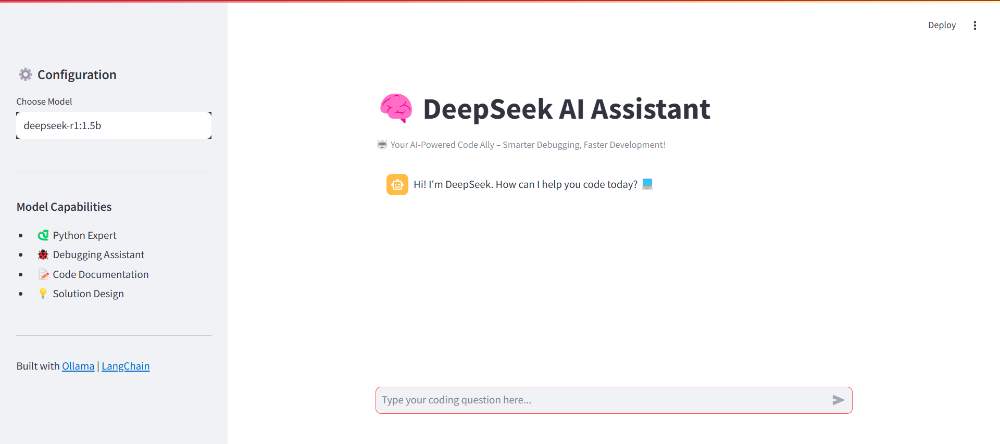 Deploy
Configuration
Choose Model
deepseek-r1:1.5b
Model Capabilities
Python Expert
Debugging Assistant
Code Documentation
Solution Design
Built with Ollama | LangChain
DeepSeek AI Assistant
Your AI-Powered Code Ally – Smarter Debugging, Faster Development!
Hi! I'm DeepSeek. How can I help you code today?
Type your coding question here...